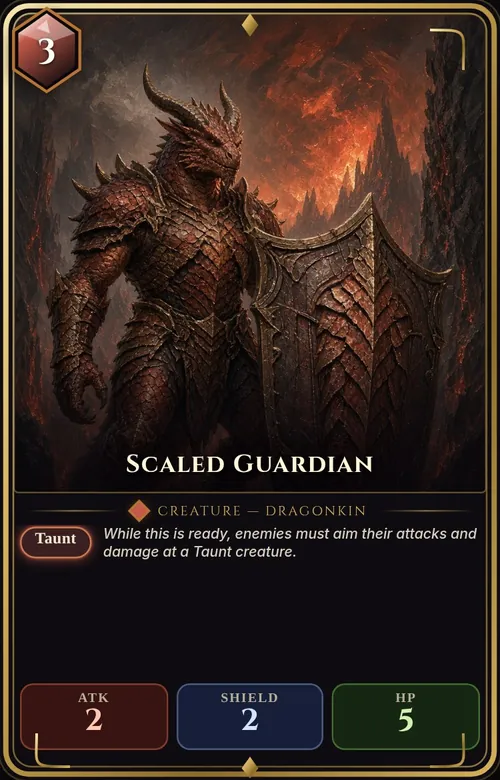 3
Scaled Guardian
Creature — Dragonkin
Taunt
While this is ready, enemies must aim their attacks and
damage at a Taunt creature.
ATK
2
SHIELD
2
HP
5